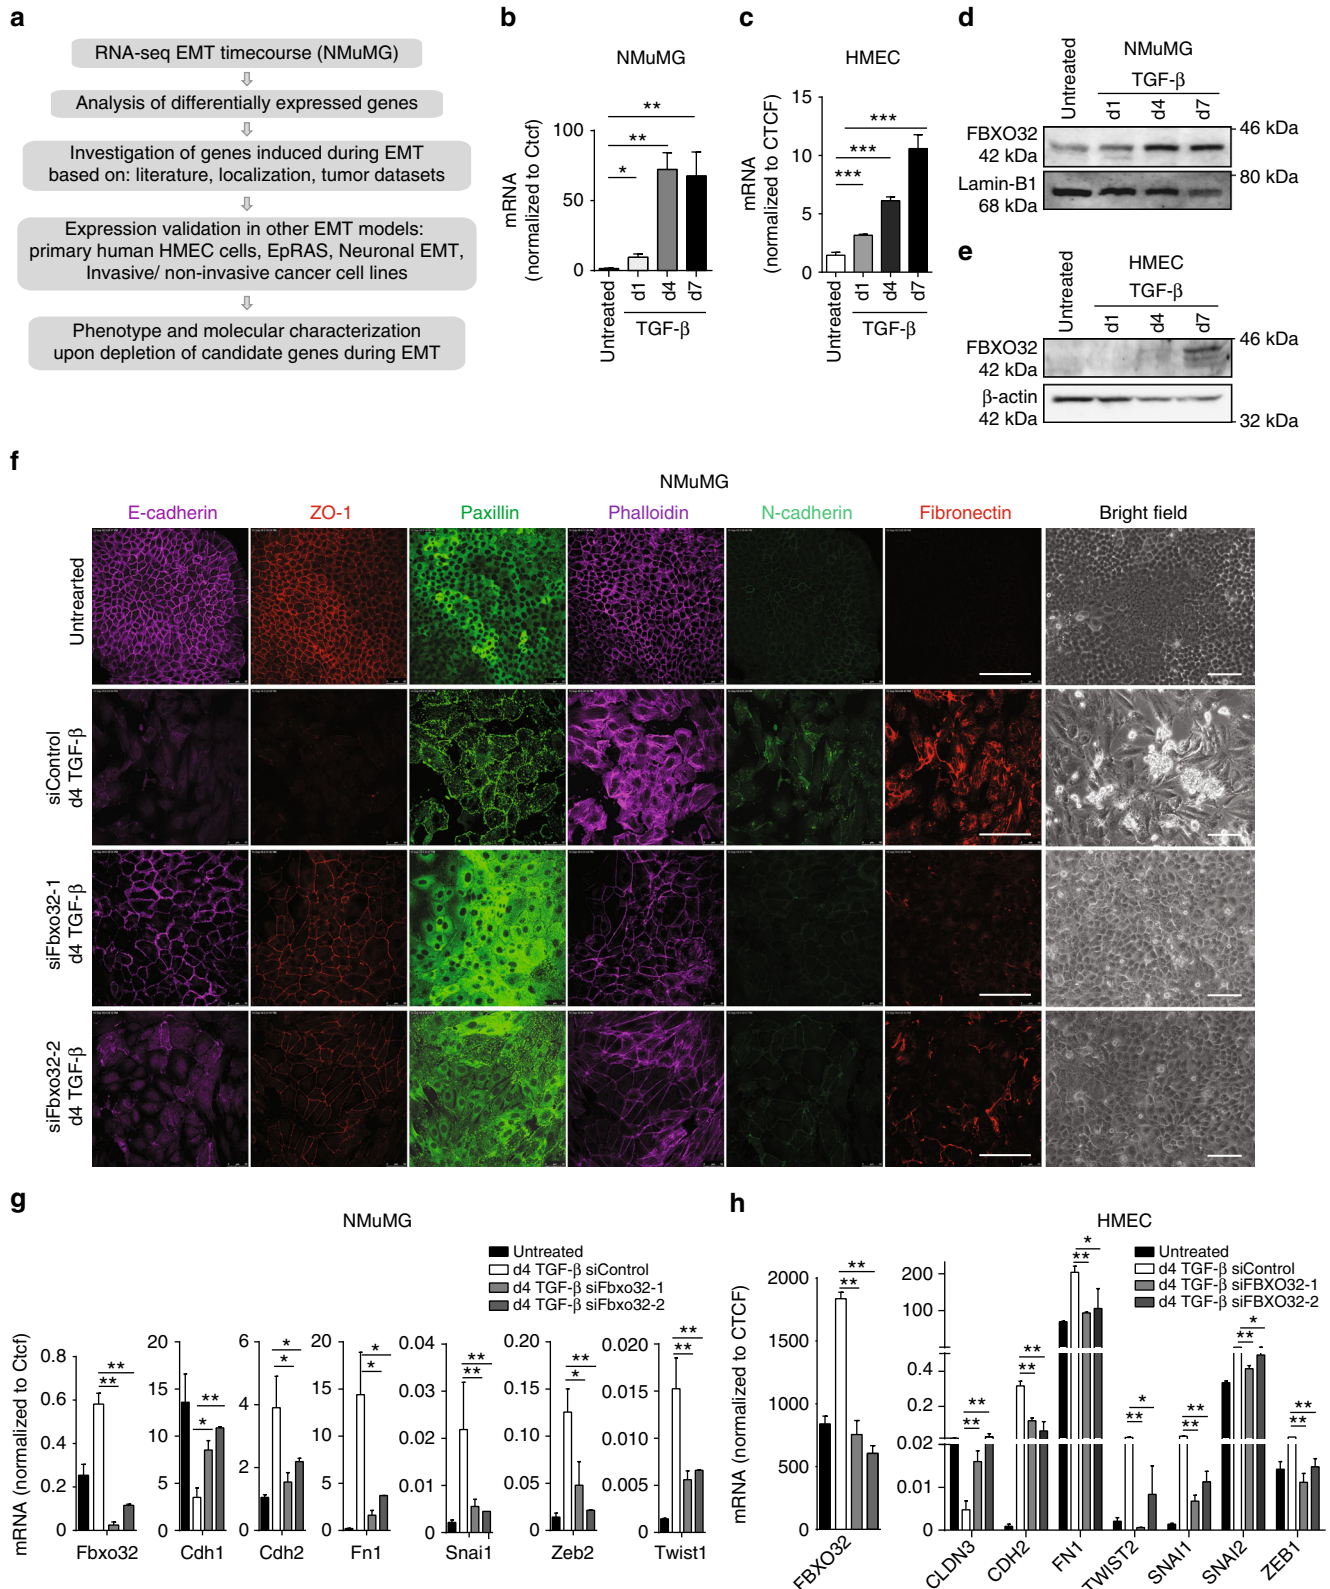 a
RNA-seq EMT timecourse (NMuMG)
Analysis of differentially expressed genes
Investigation of genes induced during EMT
based on: literature, localization, tumor datasets
Expression validation in other EMT models:
primary human HMEC cells, EpRAS, Neuronal EMT,
Invasive/ non-invasive cancer cell lines
Phenotype and molecular characterization
upon depletion of candidate genes during EMT
b
NMuMG
mRNA
(normalized to Ctcf)
100
50
0
**
**
*
Untreated
d1
d4
d7
TGF-β
c
HMEC
mRNA
(normalized to CTCF)
15
10
5
0
***
***
***
Untreated
d1
d4
d7
TGF-β
d
NMuMG
TGF-β
Untreated
d1
d4
d7
FBXO32
42 kDa
46 kDa
Lamin-B1
68 kDa
80 kDa
e
HMEC
TGF-β
Untreated
d1
d4
d7
FBXO32
42 kDa
46 kDa
β-actin
42 kDa
32 kDa
f
NMuMG
E-cadherin
ZO-1
Paxillin
Phalloidin
N-cadherin
Fibronectin
Bright field
Untrearted
siControl
d4 TGF-β
siFbxo32-1
d4 TGF-β
siFbxo32-2
d4 TGF-β
g
NMuMG
Untreated
d4 TGF-β siControl
d4 TGF-β siFbxo32-1
d4 TGF-β siFbxo32-2
mRNA (normalized to Ctcf)
0.8
0.6
0.4
0.2
0
**
**
Fbxo32
20
15
10
5
0
**
*
Cdh1
6
4
2
0
*
*
Cdh2
20
15
10
5
0
*
*
Fn1
0.04
0.03
0.02
0.01
0
**
**
Snai1
0.20
0.15
0.10
0.05
0
**
*
Zeb2
0.020
0.015
0.010
0.005
0
**
**
Twist1
h
HMEC
Untreated
d4 TGF-β siControl
d4 TGF-β siFBXO32-1
d4 TGF-β siFBXO32-2
mRNA (normalized to CTCF)
2000
1500
1000
500
0
**
**
FBXO32
200
100
0.4
0.2
0.02
0.01
0
**
**
CLDN3
**
**
CDH2
*
**
FN1
*
**
TWIST2
**
**
SNAI1
*
**
SNAI2
**
**
ZEB1